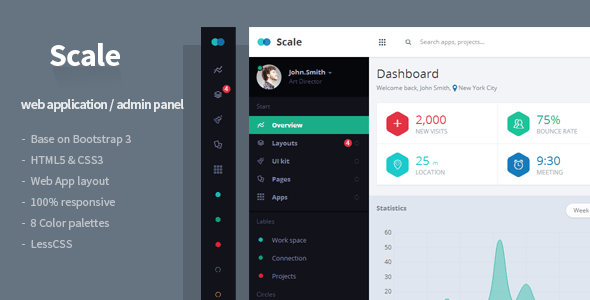 Scale
web application / admin panel
- Base on Bootstrap 3
- HTML5 & CSS3
- Web App layout
- 100% responsive
- 8 Color palettes
- LessCSS
4
Scale
Search apps, projects...
John.Smith
Art Director
Start
Overview
Layouts 4
UI kit
Pages
Apps
Lables
Work space
Connection
Projects
Circles
Dashboard
Welcome back, John Smith, New York City
2,000
NEW VISITS
75%
BOUNCE RATE
25 m
LOCATION
9:30
MEETING
Statistics
Week
60
50
40
30
20